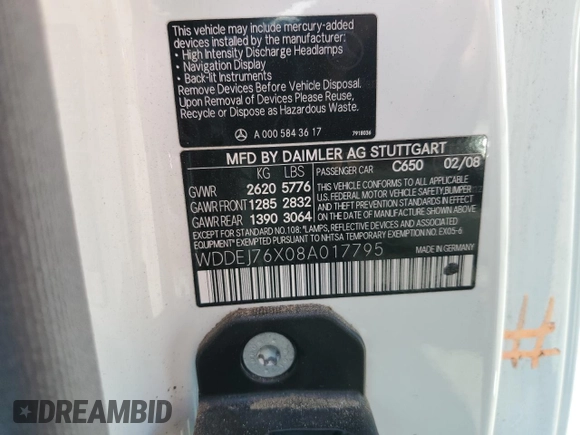 This vehicle may include mercury-added
devices installed by the manufacturer:
• High Intensity Discharge Headlamps
• Navigation Display
• Back-lit Instruments
Remove Devices Before Vehicle Disposal.
Upon Removal of Devices Please Reuse,
Recycle or Dispose as Hazardous Waste.
A 000 584 36 17 7918036
MFD BY DAIMLER AG STUTTGART
KG LBS PASSENGER CAR C650 02/08
GVWR 2620 5776
GAWR FRONT 1285 2832
GAWR REAR 1390 3064
THIS VEHICLE CONFORMS TO ALL APPLICABLE
U.S. FEDERAL MOTOR VEHICLE SAFETY,BUMPER
AND THEFT PREVENTION STANDARDS IN EFFECT
ON THE DATE OF MANUFACTURE SHOWN ABOVE.
EXCEPT FOR STANDARD NO.108: "LAMPS, REFLECTIVE DEVICES AND ASSOCIATED
EQUIPMENT" PURSUANT TO NHTSA TEMPORARY EXEMPTION NO. EX05-6
WDDEJ76X08A017795 MADE IN GERMANY
#
DREAMBID